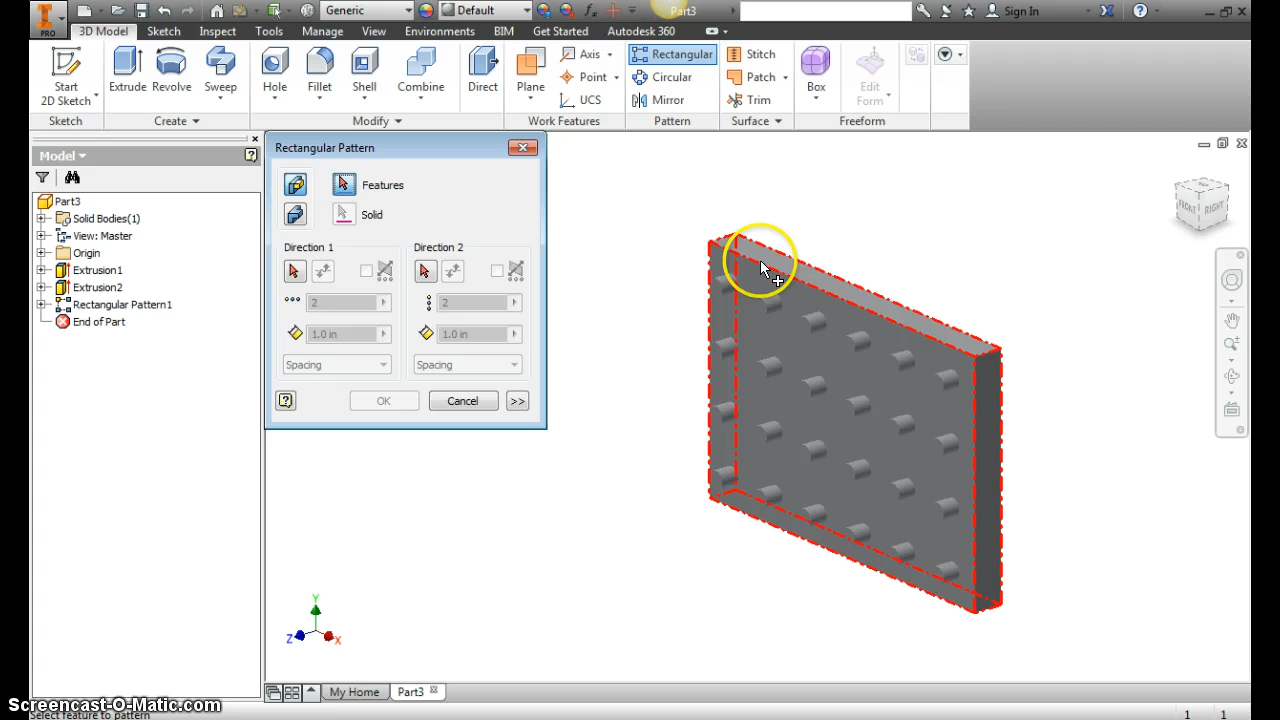 Generic
Default
Part3
Sign In
PRO
3D Model
Sketch
Inspect
Tools
Manage
View
Environments
BIM
Get Started
Autodesk 360
Start
2D Sketch
Extrude
Revolve
Sweep
Hole
Fillet
Shell
Combine
Direct
Plane
Axis
Point
UCS
Rectangular
Circular
Mirror
Stitch
Patch
Trim
Box
Edit
Form
Sketch
Create
Modify
Work Features
Pattern
Surface
Freeform
Model
Part3
Solid Bodies(1)
View: Master
Origin
Extrusion1
Extrusion2
Rectangular Pattern1
End of Part
Rectangular Pattern
Features
Solid
Direction 1
Direction 2
2
2
1.0 in
1.0 in
Spacing
Spacing
OK
Cancel
>>
FRONT
RIGHT
Y
Z
X
My Home
Part3
Screencast-O-Matic.com
Select feature to pattern
1
1